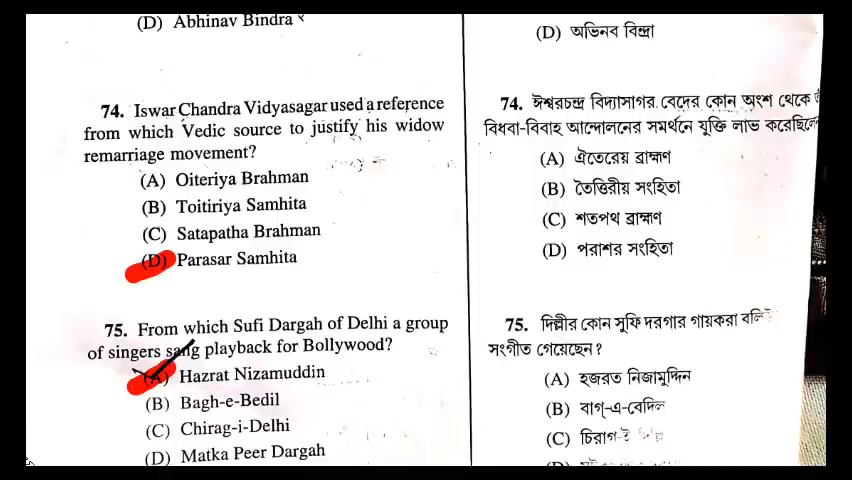 (D) Abhinav Bindra
74. Iswar Chandra Vidyasagar used a reference
from which Vedic source to justify his widow
remarriage movement?
(A) Oiteriya Brahman
(B) Toitiriya Samhita
(C) Satapatha Brahman
(D) Parasar Samhita
75. From which Sufi Dargah of Delhi a group
of singers sang playback for Bollywood?
(A) Hazrat Nizamuddin
(B) Bagh-e-Bedil
(C) Chirag-i-Delhi
(D) Matka Peer Dargah
(D) অভিনব বিন্দ্রা
74. ঈশ্বরচন্দ্র বিদ্যাসাগর বেদের কোন অংশ থেকে
বিধবা-বিবাহ আন্দোলনের সমর্থনে যুক্তি লাভ করেছিলেন
(A) ঐতেরেয় ব্রাহ্মণ
(B) তৈত্তিরীয় সংহিতা
(C) শতপথ ব্রাহ্মণ
(D) পরাশর সংহিতা
75. দিল্লীর কোন সুফি দরগার গায়করা
সংগীত গেয়েছেন?
(A) হজরত নিজামুদ্দিন
(B) বাগ্-এ-বেদিল
(C) চিরাগ-ই